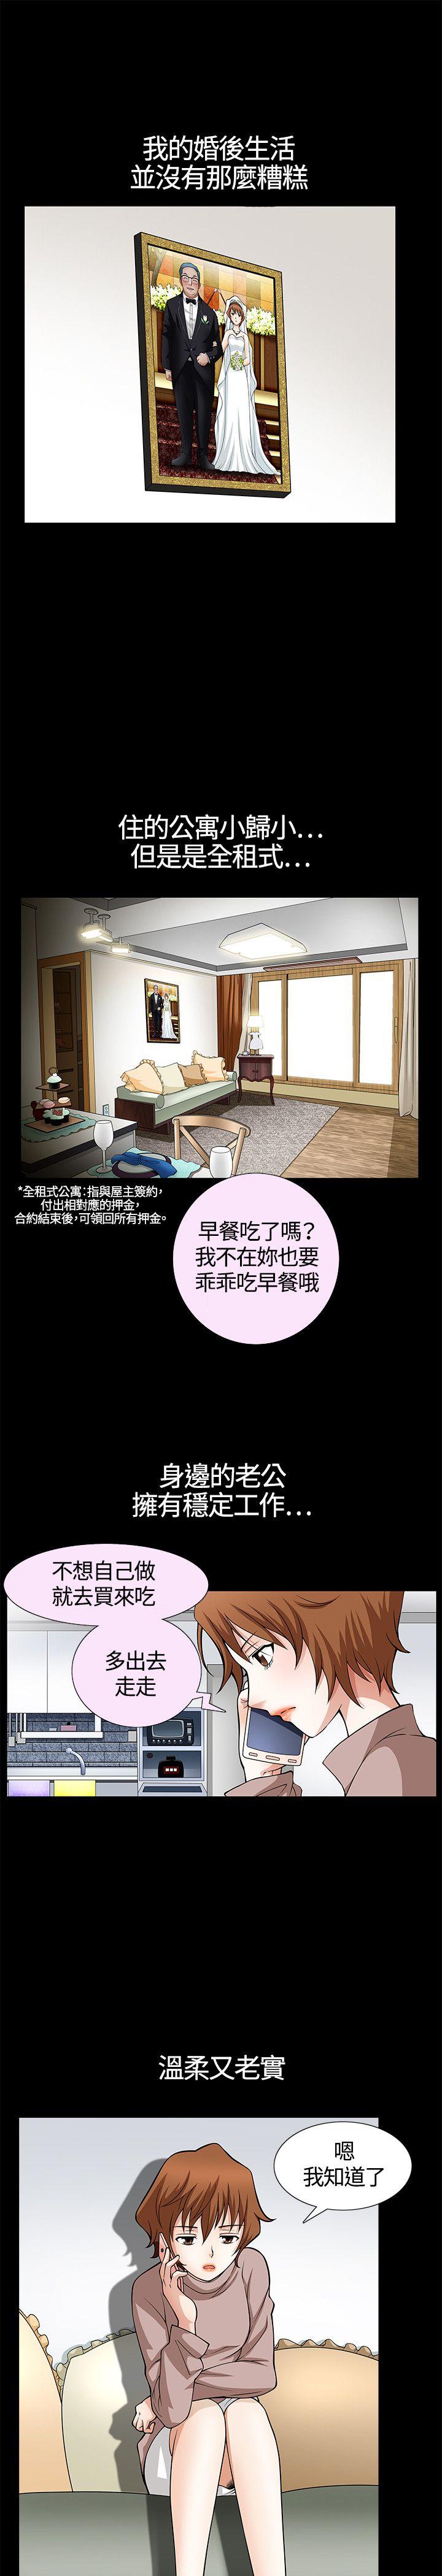 我的婚後生活
並沒有那麼糟糕
住的公寓小歸小...
但是是全租式...
*全租式公寓:指與屋主簽約,
付出相對應的押金,
合約結束後,可領回所有押金。
早餐吃了嗎?
我不在妳也要
乖乖吃早餐哦
身邊的老公
擁有穩定工作...
不想自己做
就去買來吃
多出去
走走
溫柔又老實
嗯
我知道了